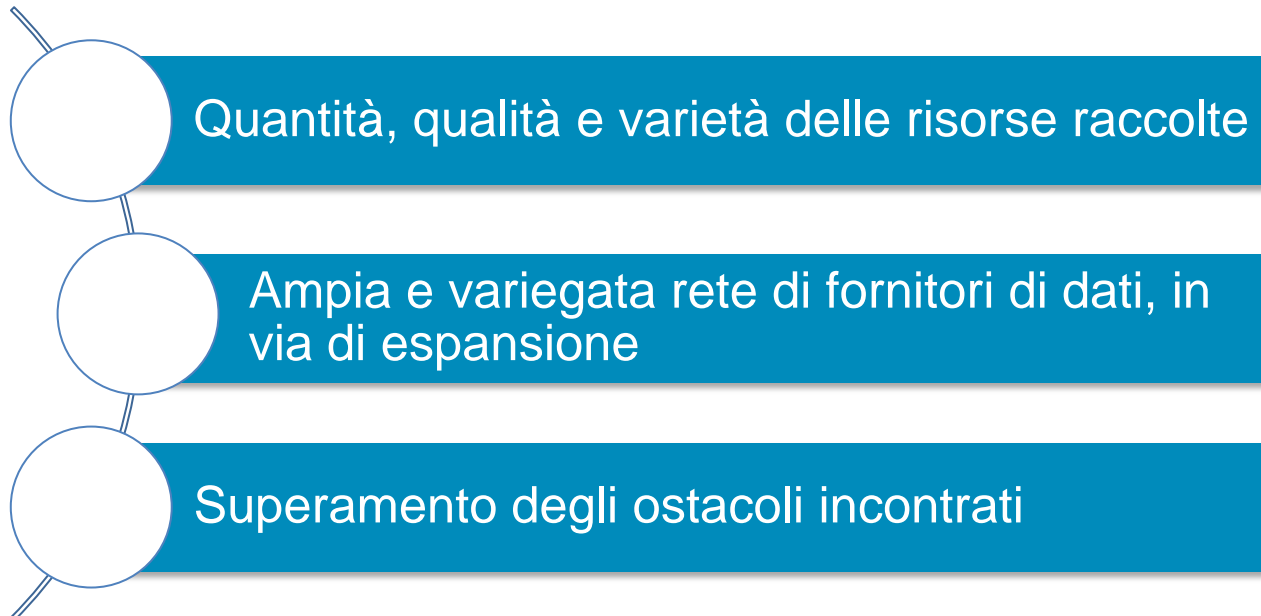 Quantità, qualità e varietà delle risorse raccolte
Ampia e variegata rete di fornitori di dati, in
via di espansione
Superamento degli ostacoli incontrati